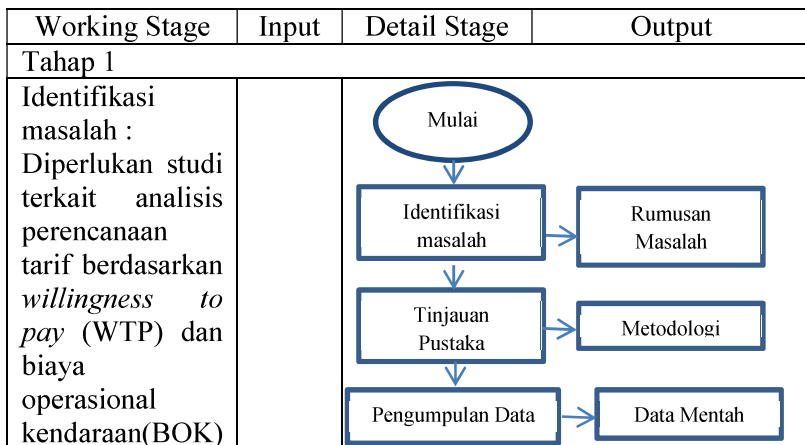 Working Stage Input Detail Stage Output
Tahap 1
Identifikasi
masalah :
Diperlukan studi
terkait analisis
perencanaan
tarif berdasarkan
willingness to
pay (WTP) dan
biaya
operasional
kendaraan(BOK)
Mulai
Identifikasi
masalah
Rumusan
Masalah
Tinjauan
Pustaka
Metodologi
Pengumpulan Data
Data Mentah